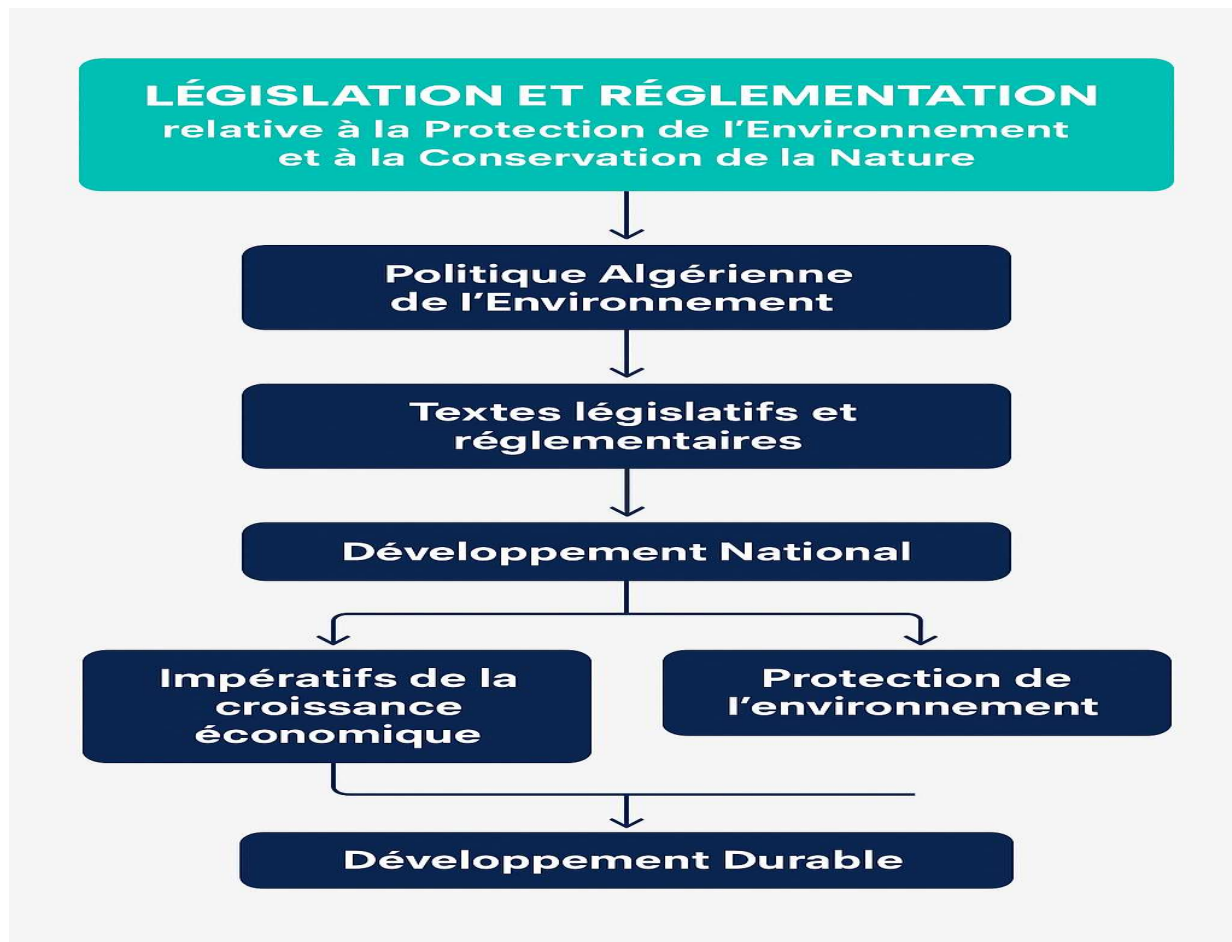 LÉGISLATION ET RÉGLEMENTATION
relative à la Protection de l’Environnement
et à la Conservation de la Nature
Politique Algérienne
de l’Environnement
Textes législatifs et
réglementaires
Développement National
Impératifs de la
croissance
économique
Protection de
l’environnement
Développement Durable